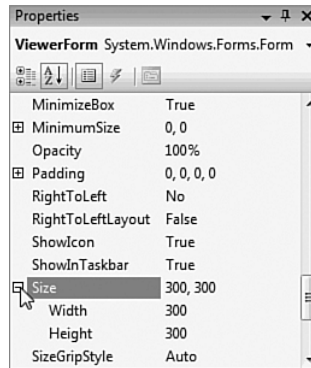 Properties
ViewerForm System.Windows.Forms.Form
MinimizeBox True
MinimumSize 0, 0
Opacity 100%
Padding 0, 0, 0, 0
RightToLeft No
RightToLeftLayout False
ShowIcon True
ShowInTaskbar True
Size 300, 300
Width 300
Height 300
SizeGripStyle Auto